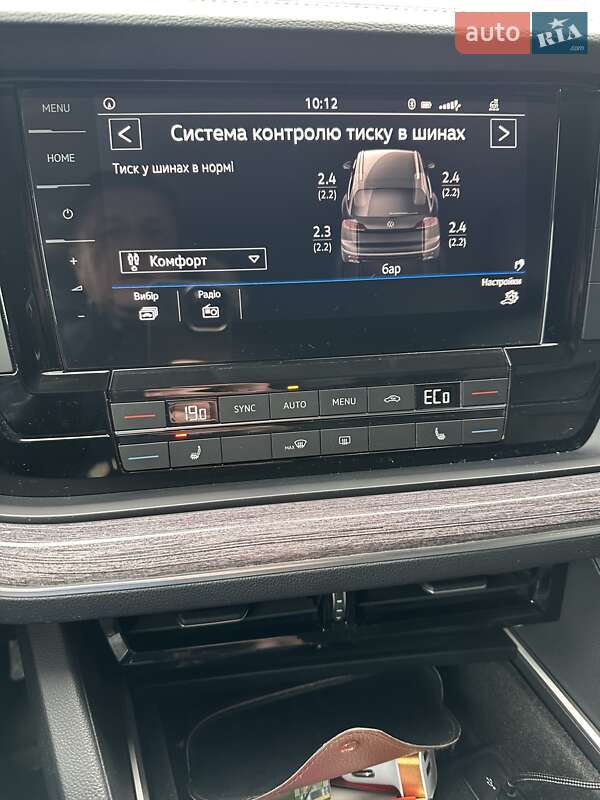 auto RIA .com
MENU
10:12
Система контролю тиску в шинах
HOME
Тиск у шинах в нормі
2.4
(2.2)
2.4
(2.2)
2.3
(2.2)
2.4
(2.2)
Комфорт
бар
Вибір
Радіо
Настройки
19.0
SYNC
AUTO
MENU
ECO
MAX